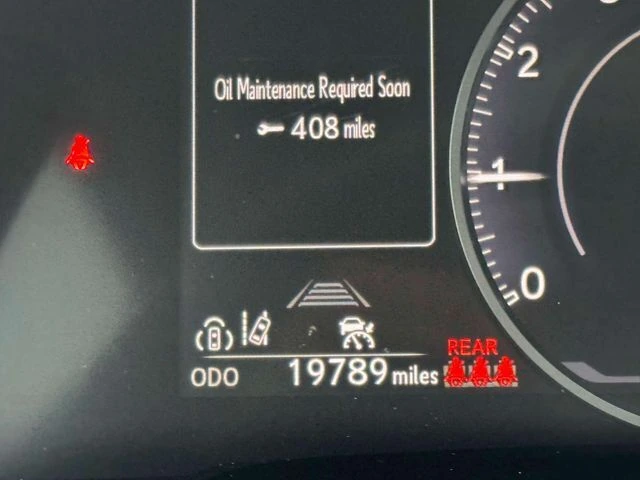 Oil Maintenance Required Soon
408 miles
2
1
0
REAR
ODO 19789 miles